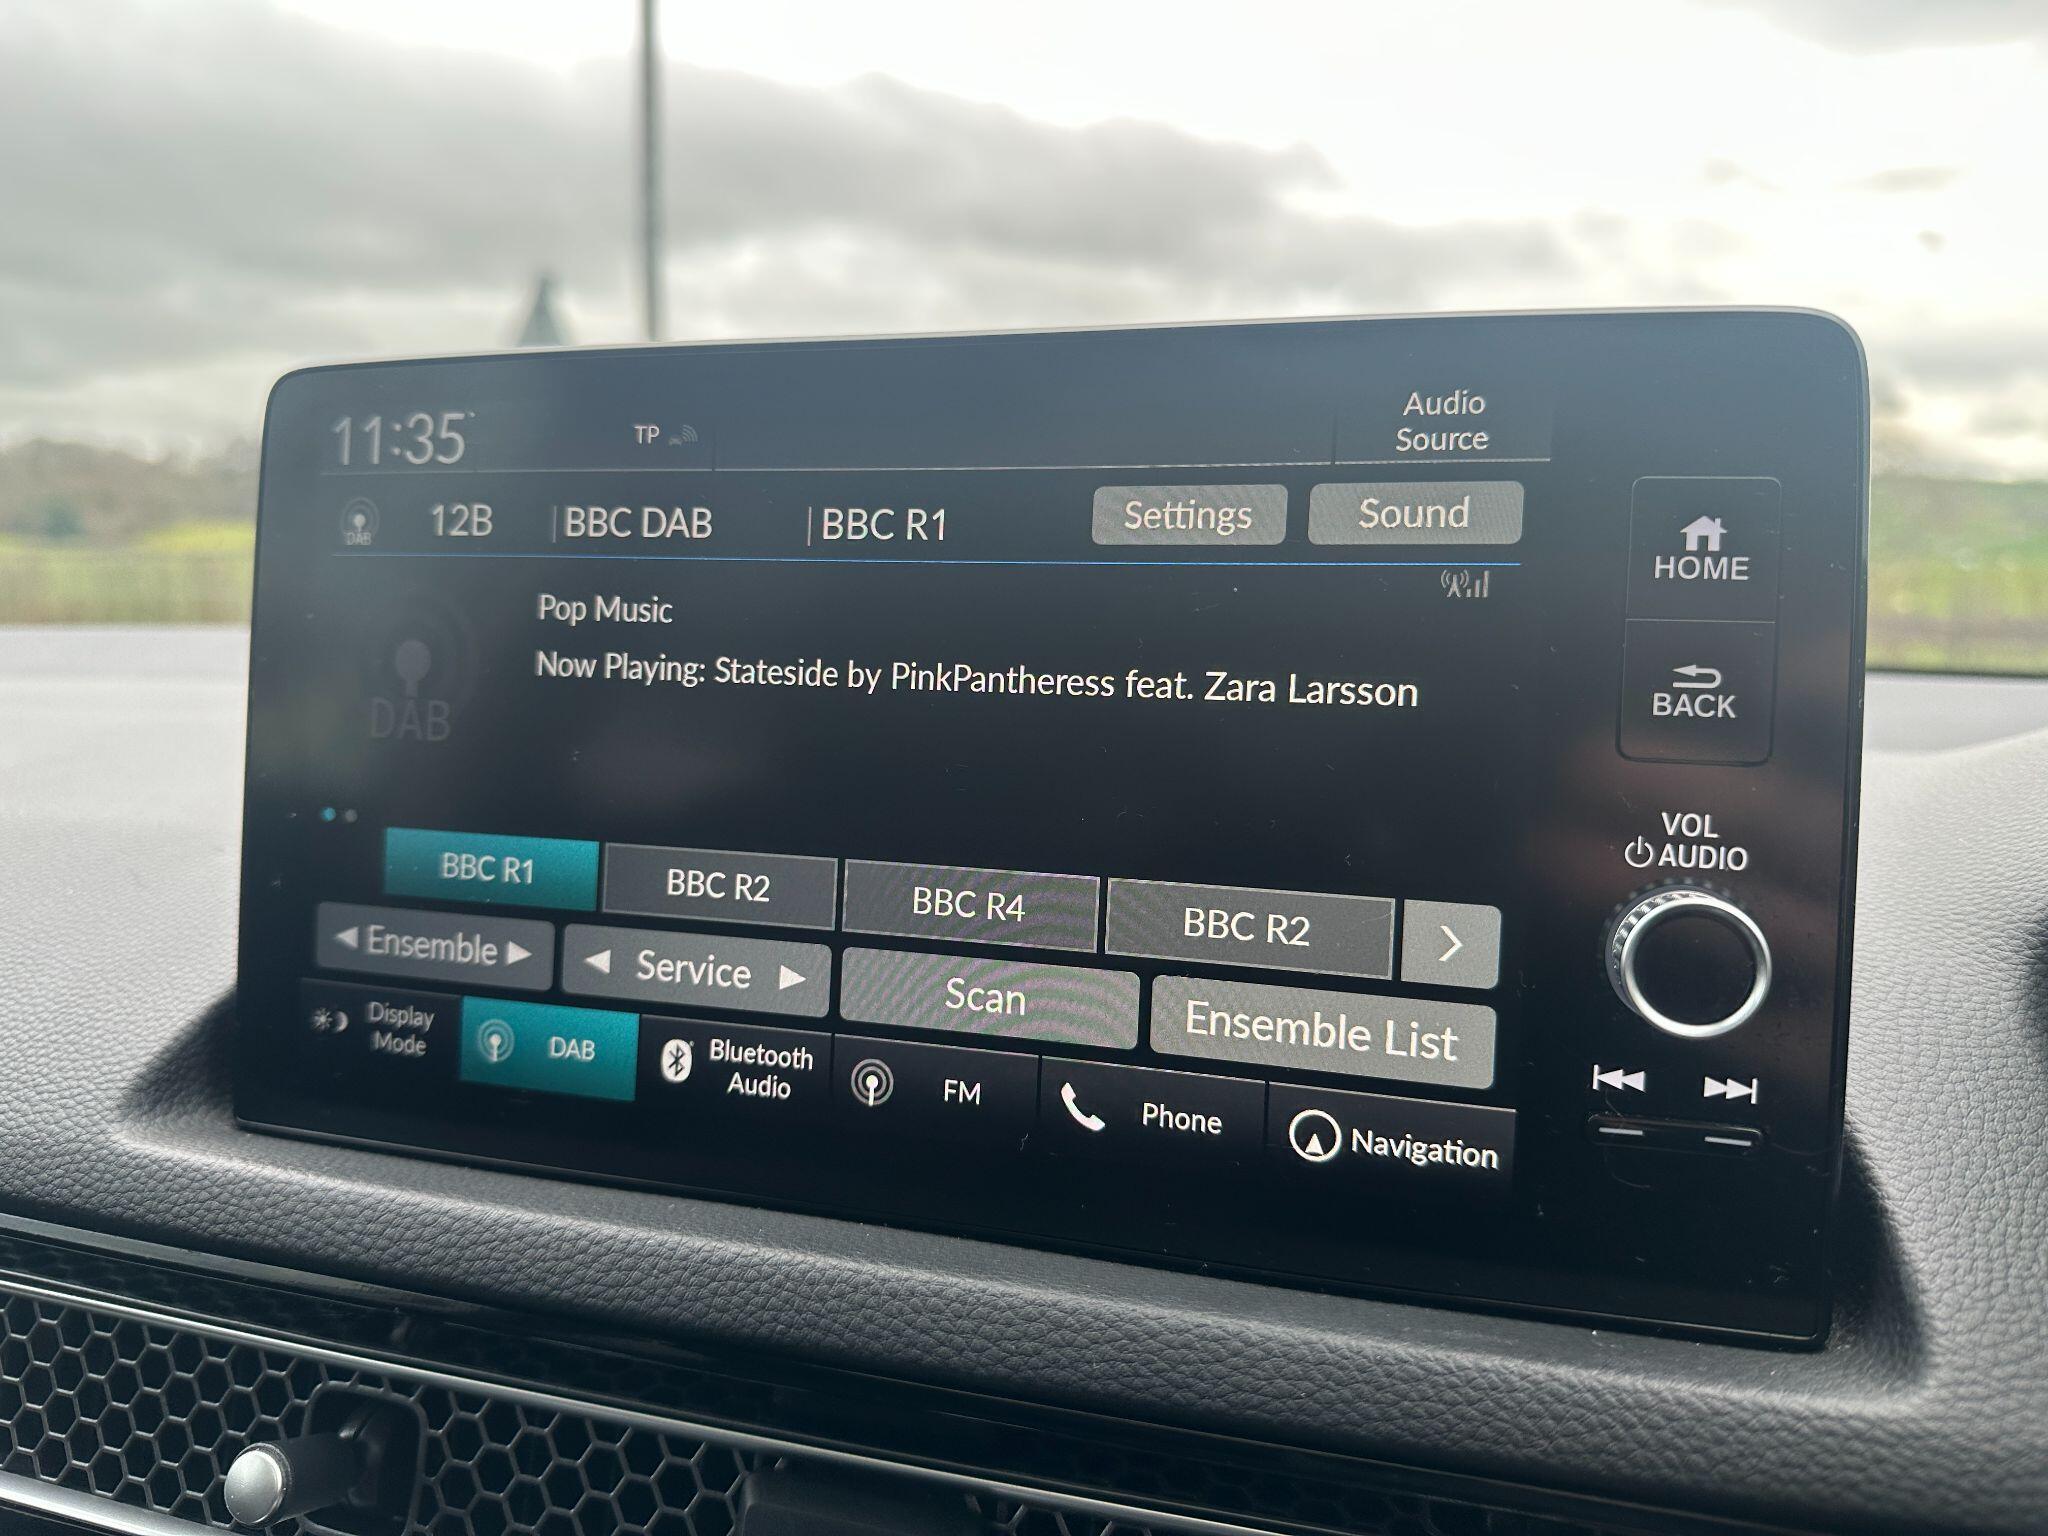 11:35
TP
Audio
Source
DAB
12B
BBC DAB
BBC R1
Settings
Sound
HOME
Pop Music
Now Playing: Stateside by PinkPantheress feat. Zara Larsson
DAB
BACK
VOL
AUDIO
BBC R1
BBC R2
BBC R4
BBC R2
Ensemble
Service
Scan
Ensemble List
Display
Mode
DAB
Bluetooth
Audio
FM
Phone
Navigation